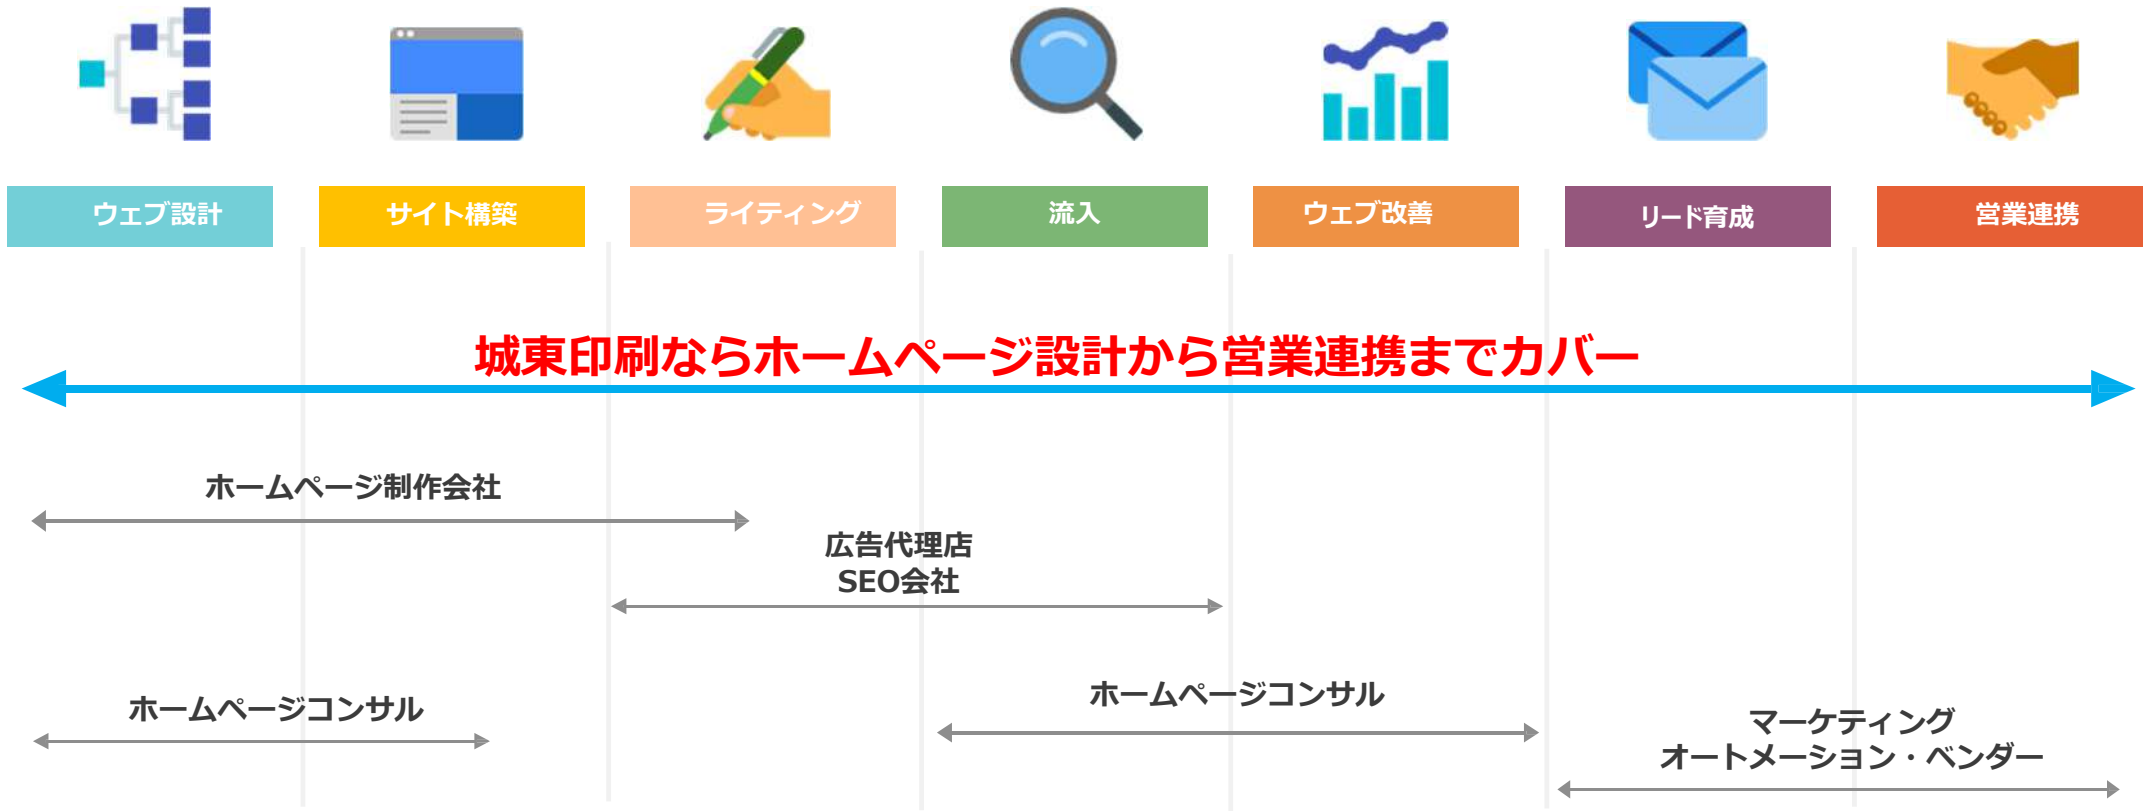 ウェブ設計
サイト構築
ライティング
流入
ウェブ改善
リード育成
営業連携
城東印刷ならホームページ設計から営業連携までカバー
ホームページ制作会社
広告代理店
SEO会社
ホームページコンサル
ホームページコンサル
マーケティング
オートメーション・ベンダー